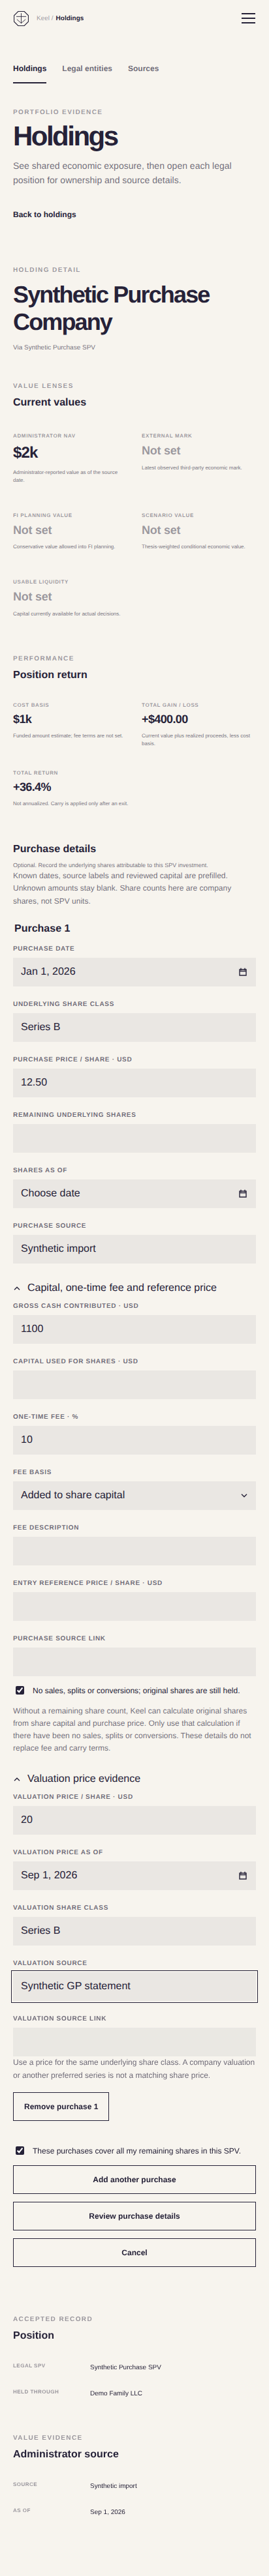 Keel / Holdings
Holdings Legal entities Sources
PORTFOLIO EVIDENCE
Holdings
See shared economic exposure, then open each legal
position for ownership and source details.
Back to holdings
HOLDING DETAIL
Synthetic Purchase
Company
Via Synthetic Purchase SPV
VALUE LENSES
Current values
ADMINISTRATOR NAV
$2k
Administrator-reported value as of the source
date.
EXTERNAL MARK
Not set
Latest observed third-party economic mark.
FI PLANNING VALUE
Not set
Conservative value allowed into FI planning.
SCENARIO VALUE
Not set
Thesis-weighted conditional economic value.
USABLE LIQUIDITY
Not set
Capital currently available for actual decisions.
PERFORMANCE
Position return
COST BASIS
$1k
Funded amount estimate; fee terms are not set.
TOTAL GAIN / LOSS
+$400.00
Current value plus realized proceeds, less cost
basis.
TOTAL RETURN
+36.4%
Not annualized. Carry is applied only after an exit.
Purchase details
Optional. Record the underlying shares attributable to this SPV investment.
Known dates, source labels and reviewed capital are prefilled.
Unknown amounts stay blank. Share counts here are company
shares, not SPV units.
Purchase 1
PURCHASE DATE
Jan 1, 2026
UNDERLYING SHARE CLASS
Series B
PURCHASE PRICE / SHARE · USD
12.50
REMAINING UNDERLYING SHARES
SHARES AS OF
Choose date
PURCHASE SOURCE
Synthetic import
Capital, one-time fee and reference price
GROSS CASH CONTRIBUTED · USD
1100
CAPITAL USED FOR SHARES · USD
ONE-TIME FEE · %
10
FEE BASIS
Added to share capital
FEE DESCRIPTION
ENTRY REFERENCE PRICE / SHARE · USD
PURCHASE SOURCE LINK
No sales, splits or conversions; original shares are still held.
Without a remaining share count, Keel can calculate original shares
from share capital and purchase price. Only use that calculation if
there have been no sales, splits or conversions. These details do not
replace fee and carry terms.
Valuation price evidence
VALUATION PRICE / SHARE · USD
20
VALUATION PRICE AS OF
Sep 1, 2026
VALUATION SHARE CLASS
Series B
VALUATION SOURCE
Synthetic GP statement
VALUATION SOURCE LINK
Use a price for the same underlying share class. A company valuation
or another preferred series is not a matching share price.
Remove purchase 1
These purchases cover all my remaining shares in this SPV.
Add another purchase
Review purchase details
Cancel
ACCEPTED RECORD
Position
LEGAL SPV Synthetic Purchase SPV
HELD THROUGH Demo Family LLC
VALUE EVIDENCE
Administrator source
SOURCE Synthetic import
AS OF Sep 1, 2026